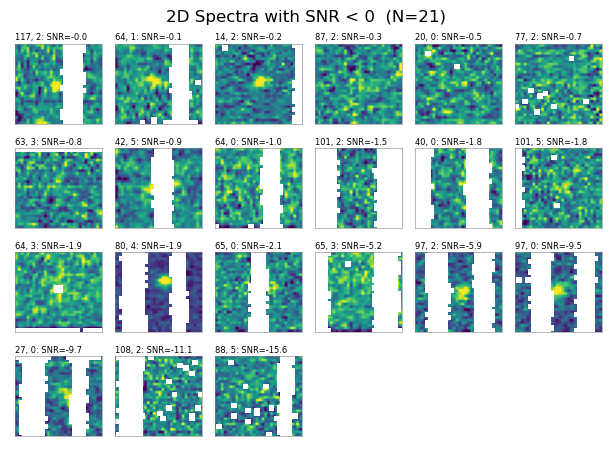 2D Spectra with SNR < 0  (N=21)
117, 2: SNR=-0.0
64, 1: SNR=-0.1
14, 2: SNR=-0.2
87, 2: SNR=-0.3
20, 0: SNR=-0.5
77, 2: SNR=-0.7
63, 3: SNR=-0.8
42, 5: SNR=-0.9
64, 0: SNR=-1.0
101, 2: SNR=-1.5
40, 0: SNR=-1.8
101, 5: SNR=-1.8
64, 3: SNR=-1.9
80, 4: SNR=-1.9
65, 0: SNR=-2.1
65, 3: SNR=-5.2
97, 2: SNR=-5.9
97, 0: SNR=-9.5
27, 0: SNR=-9.7
108, 2: SNR=-11.1
88, 5: SNR=-15.6